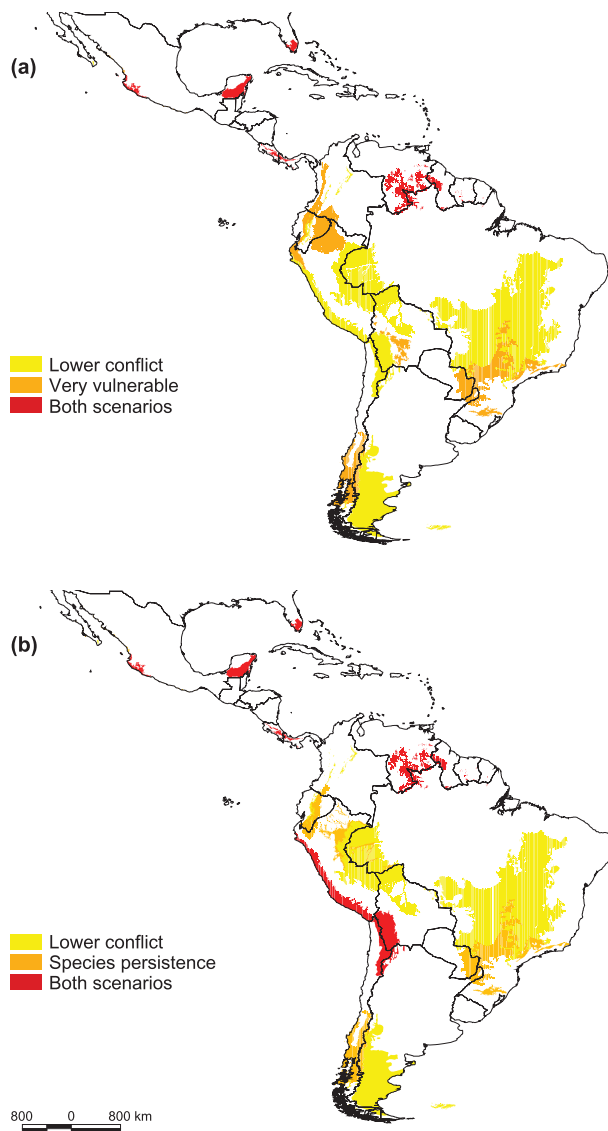 (a)
Lower conflict
Very vulnerable
Both scenarios
(b)
Lower conflict
Species persistence
Both scenarios
800 0 800 km